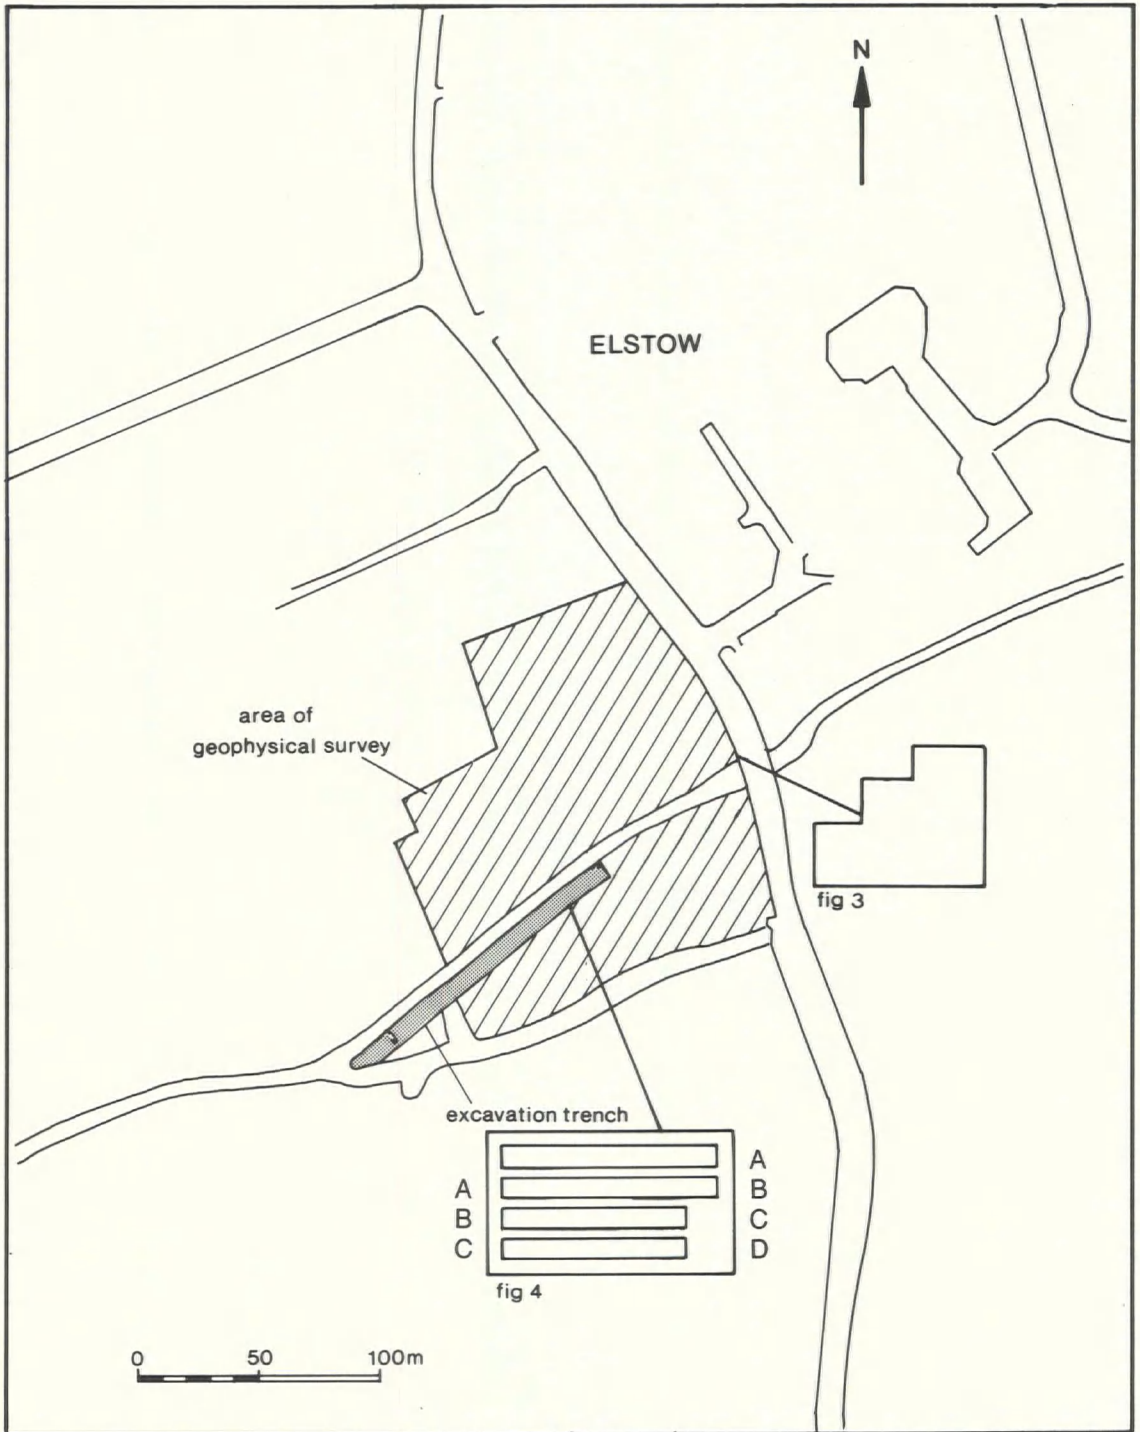 N
ELSTOW
area of
geophysical survey
fig 3
excavation trench
A
A B
B C
C D
fig 4
0 50 100m